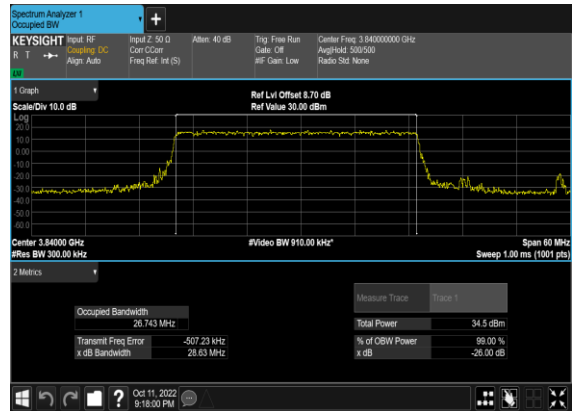 Spectrum Analyzer 1
Occupied BW
+
KEYSIGHT Input: RF Input Z: 50 Ω Atten: 40 dB Trig: Free Run Center Freq: 3.840000000 GHz
R T Coupling: DC Corr CCorr Gate: Off Avg|Hold: 500/500
Align: Auto Freq Ref: Int (S) #IF Gain: Low Radio Std: None
1 Graph
Ref Lvl Offset 8.70 dB
Scale/Div 10.0 dB Ref Value 30.00 dBm
Log
20.0
10.0
0.00
-10.0
-20.0
-30.0
-40.0
-50.0
-60.0
Center 3.84000 GHz #Video BW 910.00 kHz* Span 60 MHz
#Res BW 300.00 kHz Sweep 1.00 ms (1001 pts)
2 Metrics
Measure Trace Trace 1
Occupied Bandwidth
26.743 MHz
Total Power 34.5 dBm
Transmit Freq Error -507.23 kHz % of OBW Power 99.00 %
x dB Bandwidth 28.63 MHz x dB -26.00 dB
? Oct 11, 2022
9:18:00 PM